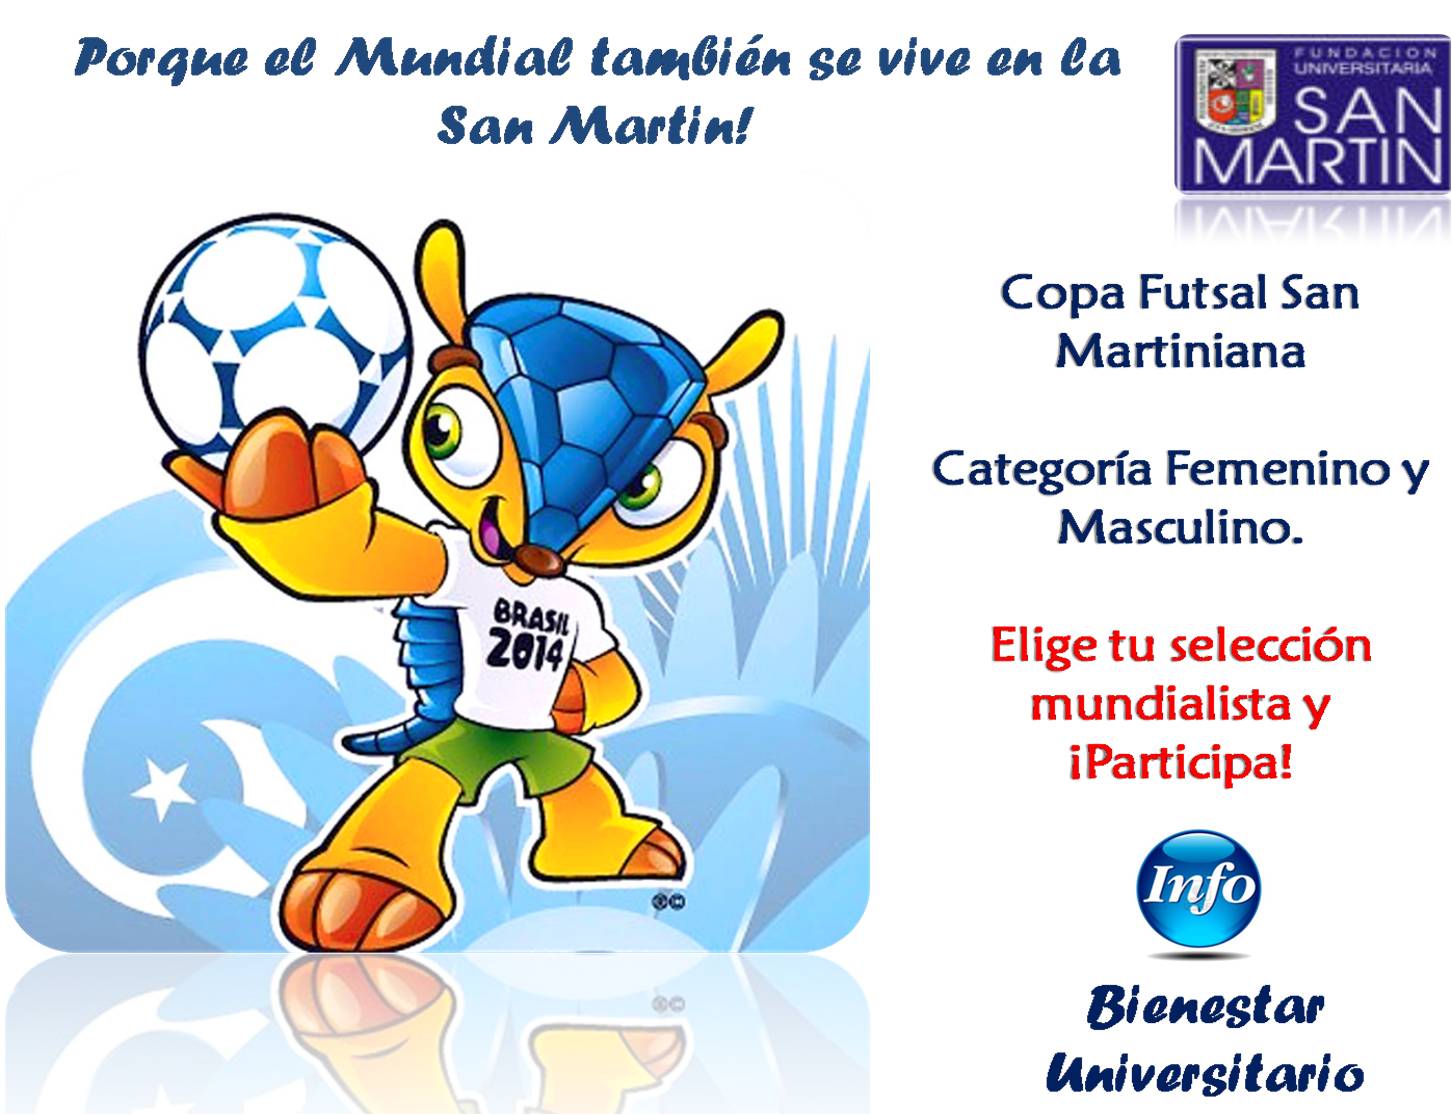 Porque el Mundial también se vive en la
San Martin!
FUNDACION
UNIVERSITARIA
SAN
MARTIN
Copa Futsal San
Martiniana
Categoría Femenino y
Masculino.
BRASIL
2014
Elige tu selección
mundialista y
¡Participa!
Info
Bienestar
Universitario